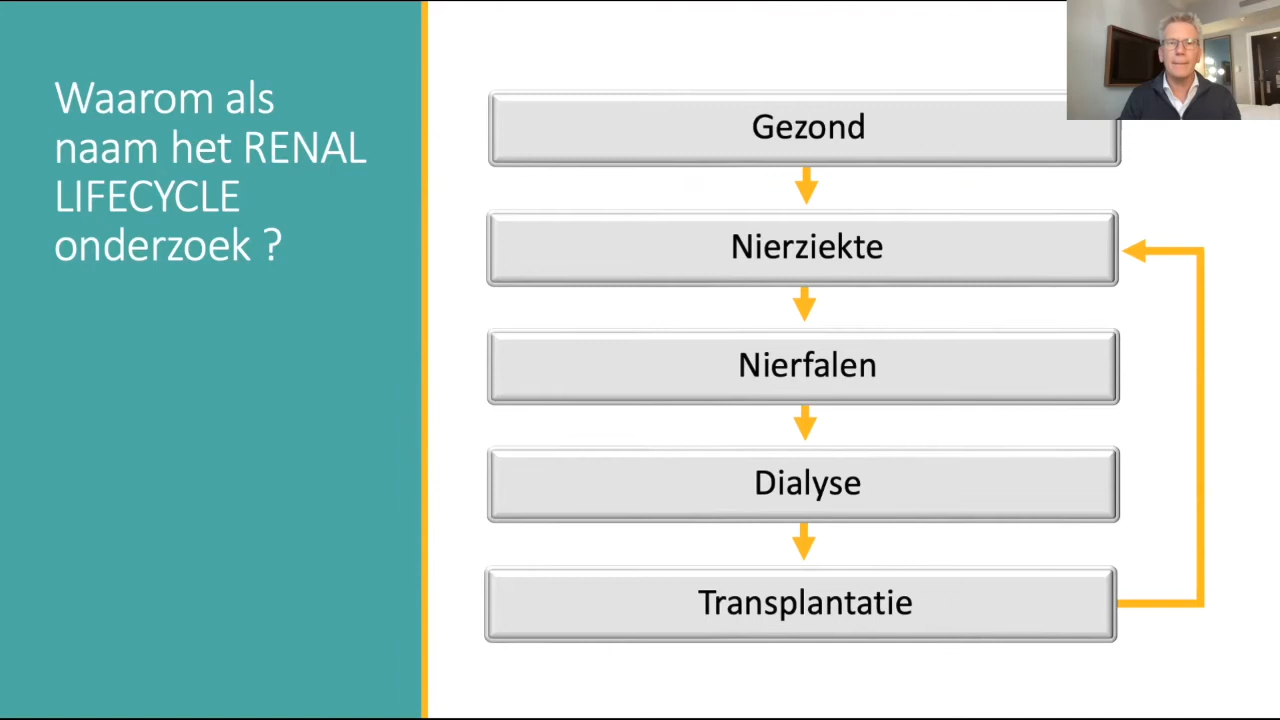 Waarom als
naam het RENAL
LIFECYCLE
onderzoek ?
Gezond
Nierziekte
Nierfalen
Dialyse
Transplantatie